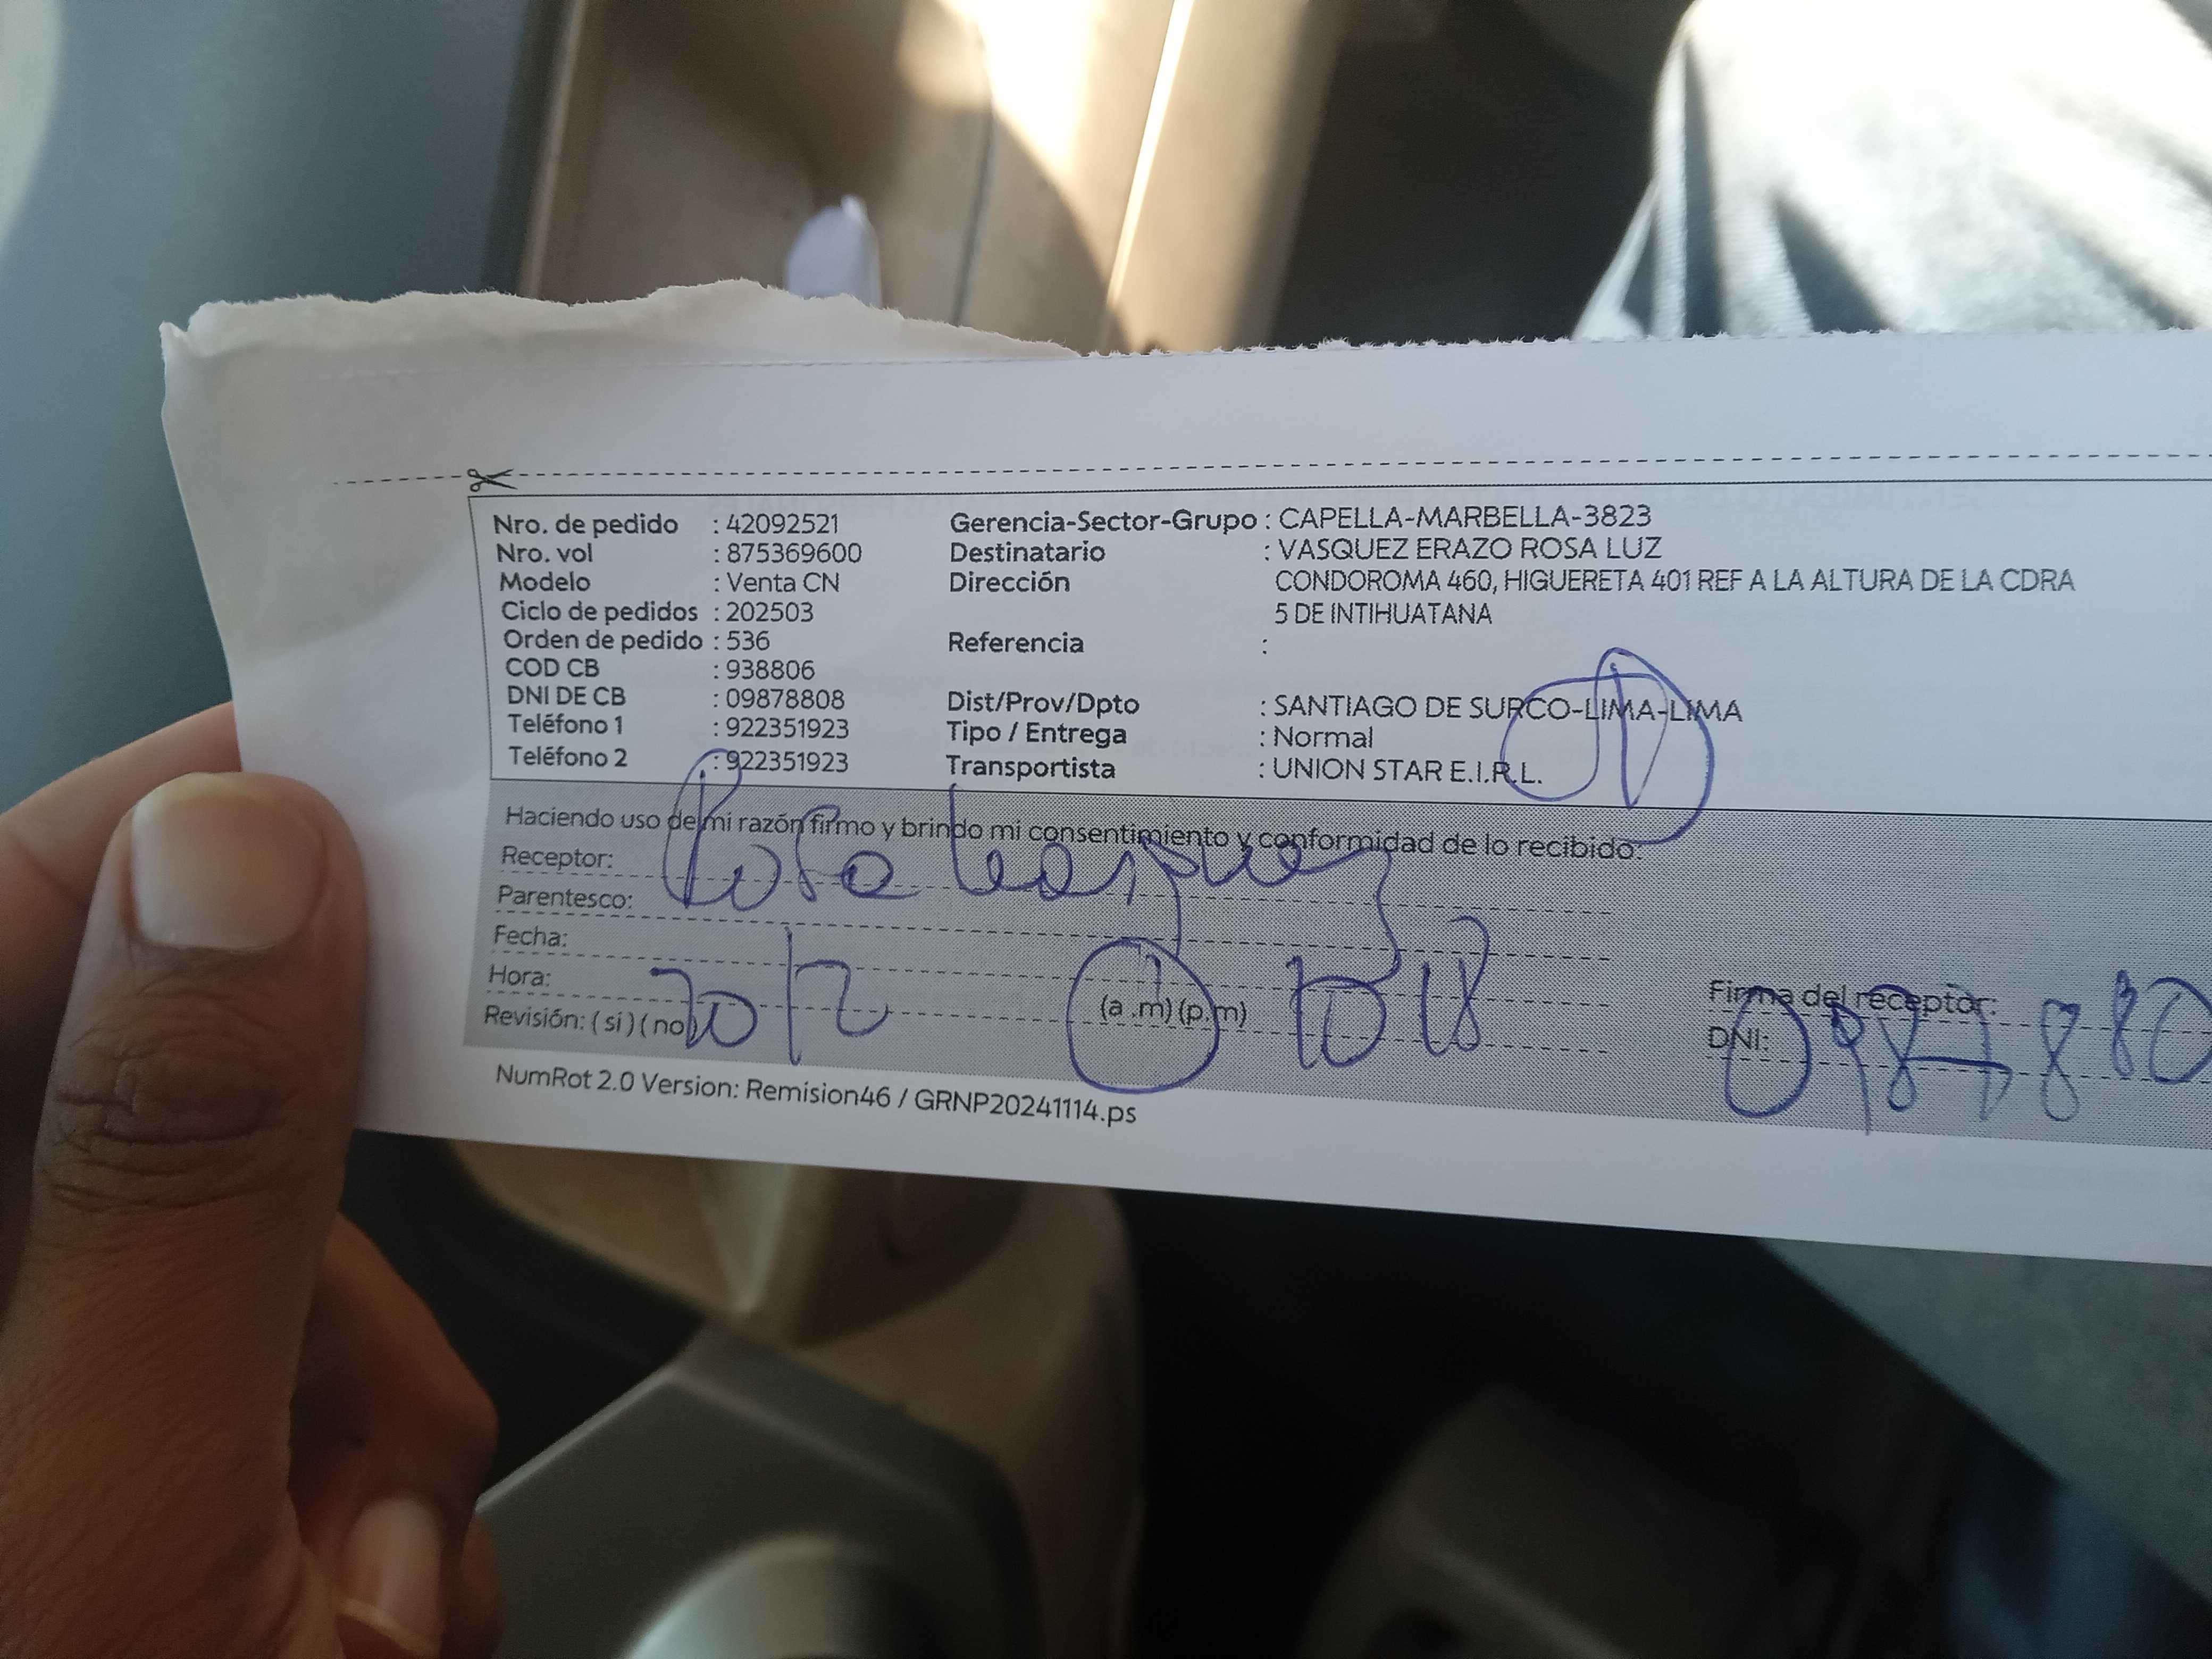 Nro. de pedido : 42092521 Gerencia-Sector-Grupo : CAPELLA-MARBELLA-3823
Nro. vol : 875369600 Destinatario : VASQUEZ ERAZO ROSA LUZ
Modelo : Venta CN Dirección CONDOROMA 460, HIGUERETA 401 REF A LA ALTURA DE LA CDRA
Ciclo de pedidos : 202503 5 DE INTIHUATANA
Orden de pedido : 536 Referencia :
COD CB : 938806
DNI DE CB : 09878808 Dist/Prov/Dpto : SANTIAGO DE SURCO-LIMA-LIMA
Teléfono 1 : 922351923 Tipo / Entrega : Normal
Teléfono 2 : 922351923 Transportista : UNION STAR E.I.R.L.
Haciendo uso de mi razón firmo y brindo mi consentimiento y conformidad de lo recibido:
Receptor: Rosa Vasquez
Parentesco:
Fecha:
Hora: 20/2 (a .m) (p.m) 10 18 Firma del receptor:
Revisión: ( si ) ( no ) DNI: 0987880
NumRot 2.0 Version: Remision46 / GRNP20241114.ps